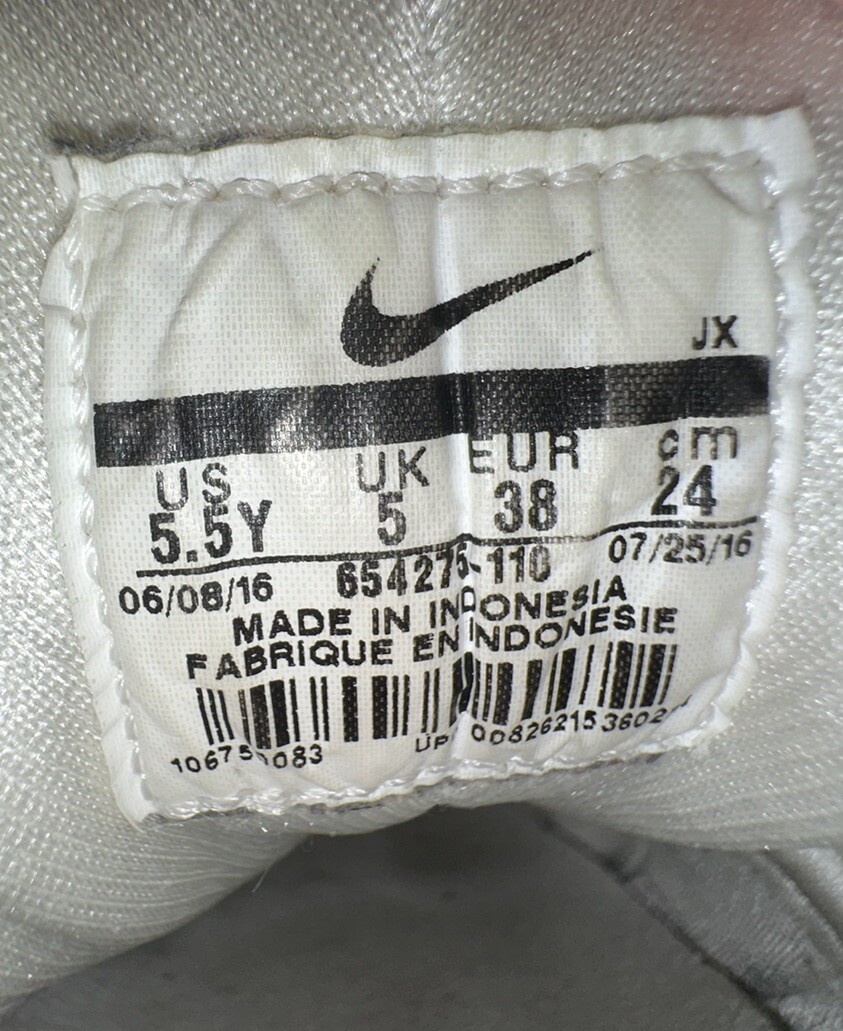 JX
US UK EUR cm
5.5Y 5 38 24
06/08/16 654275-110 07/25/16
MADE IN INDONESIA
FABRIQUE EN INDONESIE